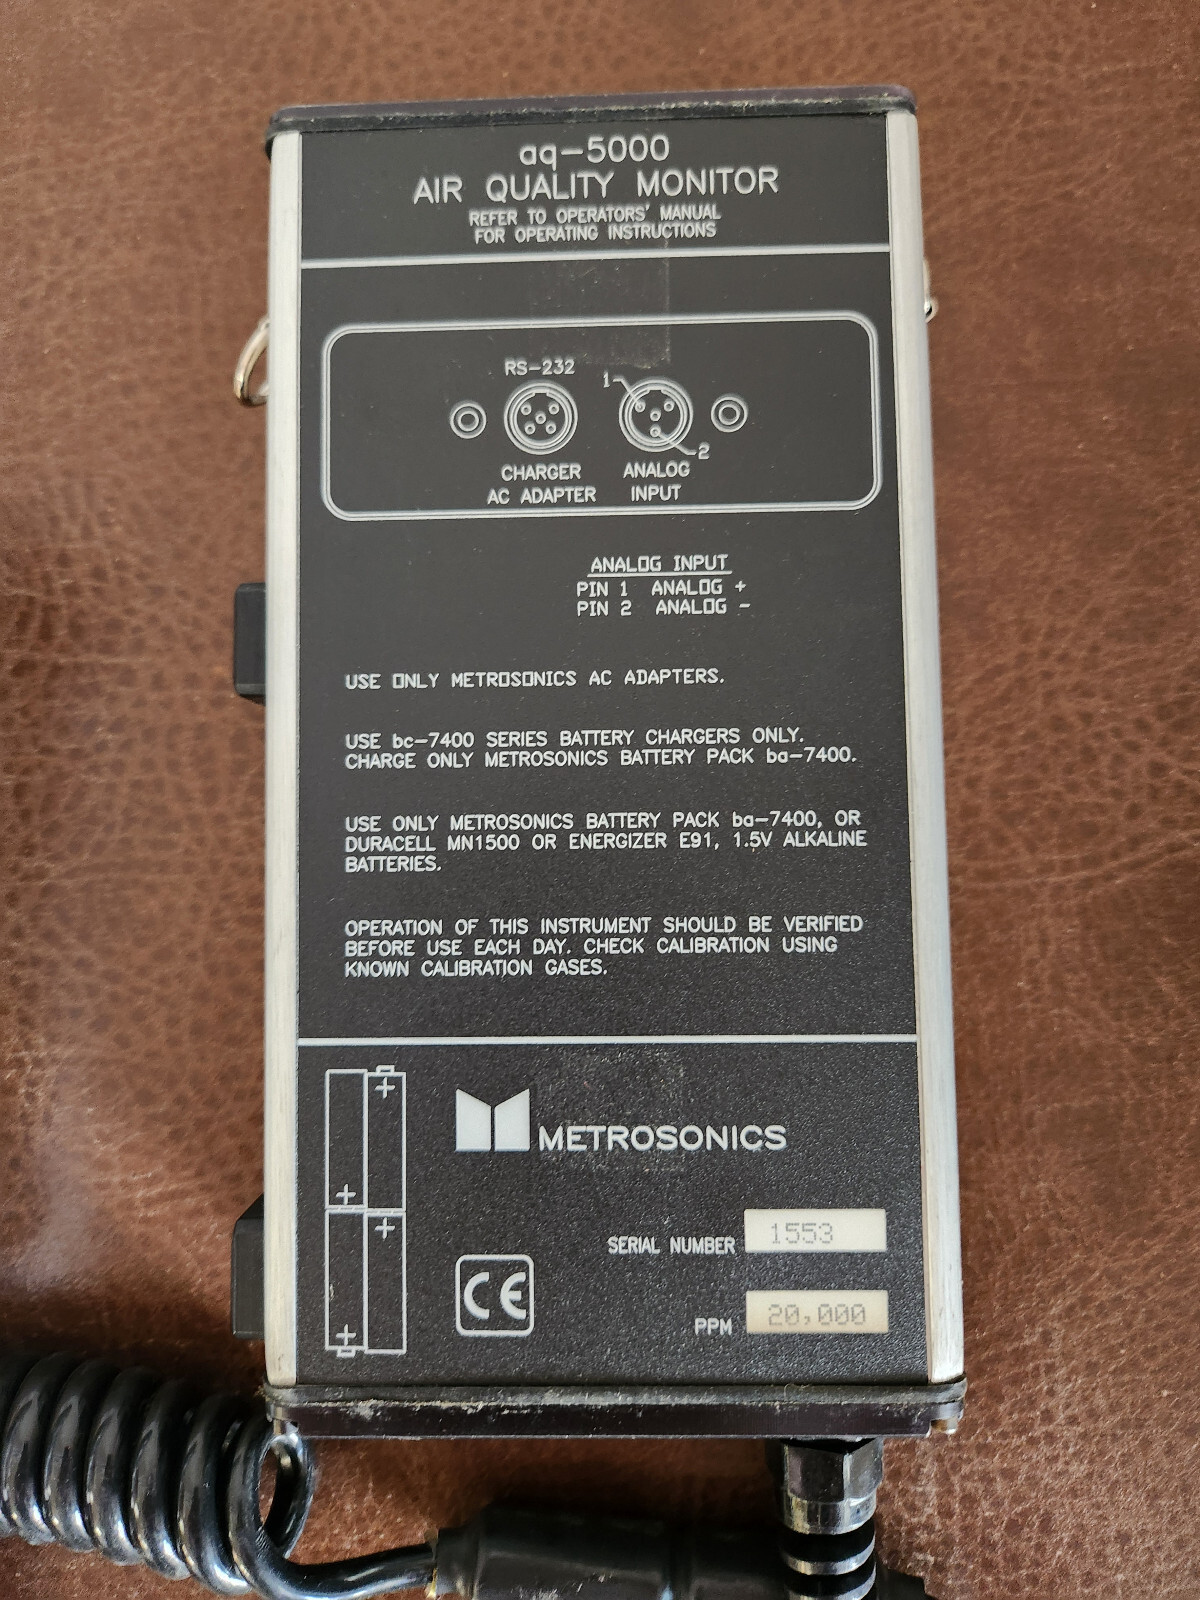 aq-5000
AIR QUALITY MONITOR
REFER TO OPERATORS' MANUAL
FOR OPERATING INSTRUCTIONS
RS-232
1
2
CHARGER
AC ADAPTER
ANALOG
INPUT
ANALOG INPUT
PIN 1 ANALOG +
PIN 2 ANALOG -
USE ONLY METROSONICS AC ADAPTERS.
USE bc-7400 SERIES BATTERY CHARGERS ONLY.
CHARGE ONLY METROSONICS BATTERY PACK ba-7400.
USE ONLY METROSONICS BATTERY PACK ba-7400, OR
DURACELL MN1500 OR ENERGIZER E91, 1.5V ALKALINE
BATTERIES.
OPERATION OF THIS INSTRUMENT SHOULD BE VERIFIED
BEFORE USE EACH DAY. CHECK CALIBRATION USING
KNOWN CALIBRATION GASES.
+
+
+
+
METROSONICS
SERIAL NUMBER 1553
CE
PPM 20,000